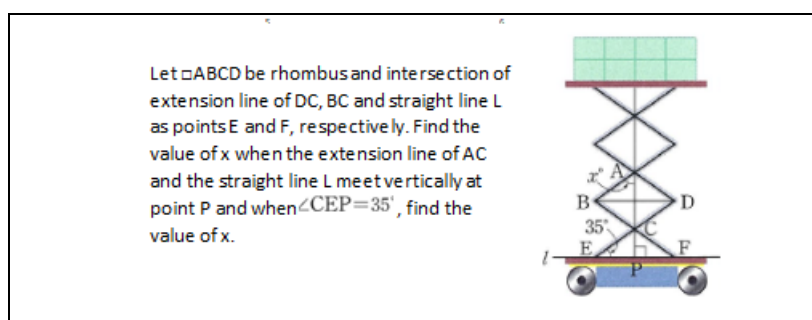 Let □ABCD be rhombus and intersection of
extension line of DC, BC and straight line L
as points E and F, respectively. Find the
value of x when the extension line of AC
and the straight line L meet vertically at
point P and when ∠CEP=35°, find the
value of x.
x° A
B D
35° C
E F
l
P